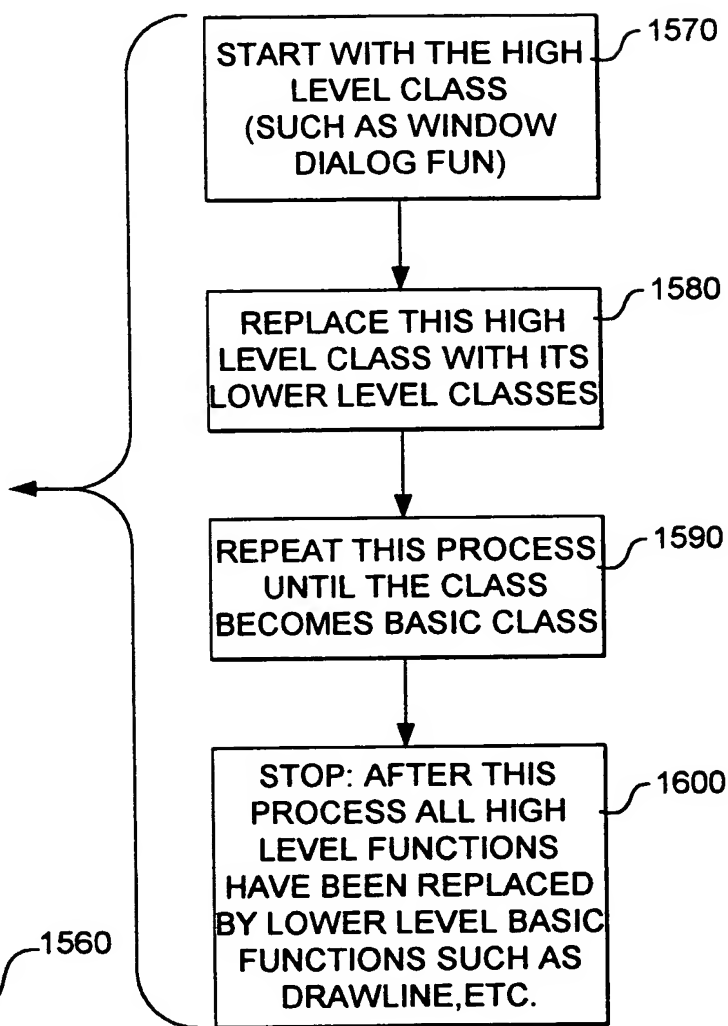 1570
START WITH THE HIGH
LEVEL CLASS
(SUCH AS WINDOW
DIALOG FUN)
1580
REPLACE THIS HIGH
LEVEL CLASS WITH ITS
LOWER LEVEL CLASSES
1590
REPEAT THIS PROCESS
UNTIL THE CLASS
BECOMES BASIC CLASS
1600
STOP: AFTER THIS
PROCESS ALL HIGH
LEVEL FUNCTIONS
HAVE BEEN REPLACED
BY LOWER LEVEL BASIC
FUNCTIONS SUCH AS
DRAWLINE,ETC.
1560